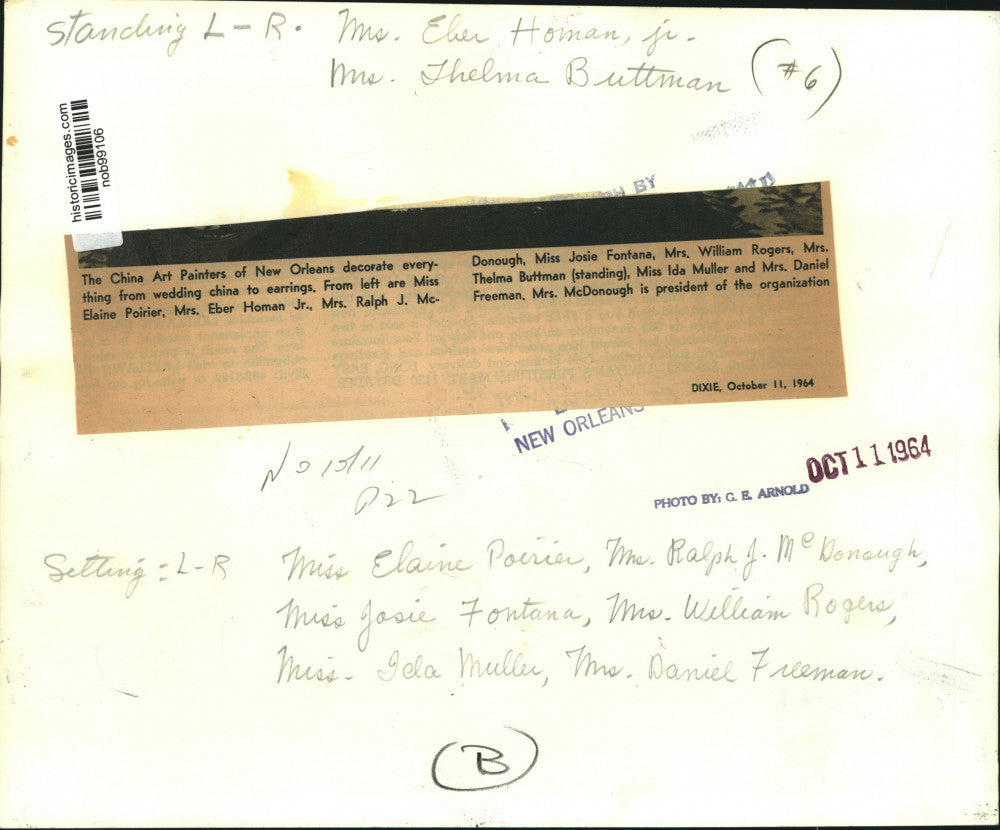 Standing L-R. Mrs. Eber Homan, jr.
Mrs. Thelma Buttman (#6)
historicimages.com
nob99106
BY
The China Art Painters of New Orleans decorate every-
thing from wedding china to earrings. From left are Miss
Elaine Poirier, Mrs. Eber Homan Jr., Mrs. Ralph J. Mc-
Donough, Miss Josie Fontana, Mrs. William Rogers, Mrs.
Thelma Buttman (standing), Miss Ida Muller and Mrs. Daniel
Freeman. Mrs. McDonough is president of the organization
DIXIE, October 11, 1964
NEW ORLEANS
OCT 11 1964
PHOTO BY: G. E. ARNOLD
Setting: L-R Miss Elaine Poirier, Mrs. Ralph J. McDonough,
Miss Josie Fontana, Mrs. William Rogers,
Miss. Ida Muller, Mrs. Daniel Freeman.
B